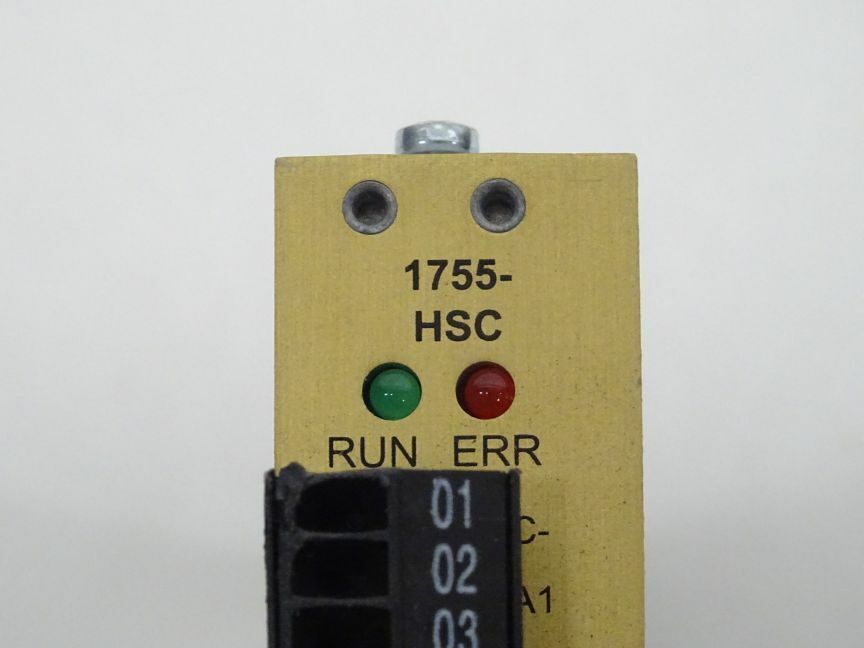 1755-
HSC
RUN ERR
01
C-
02
A1
03